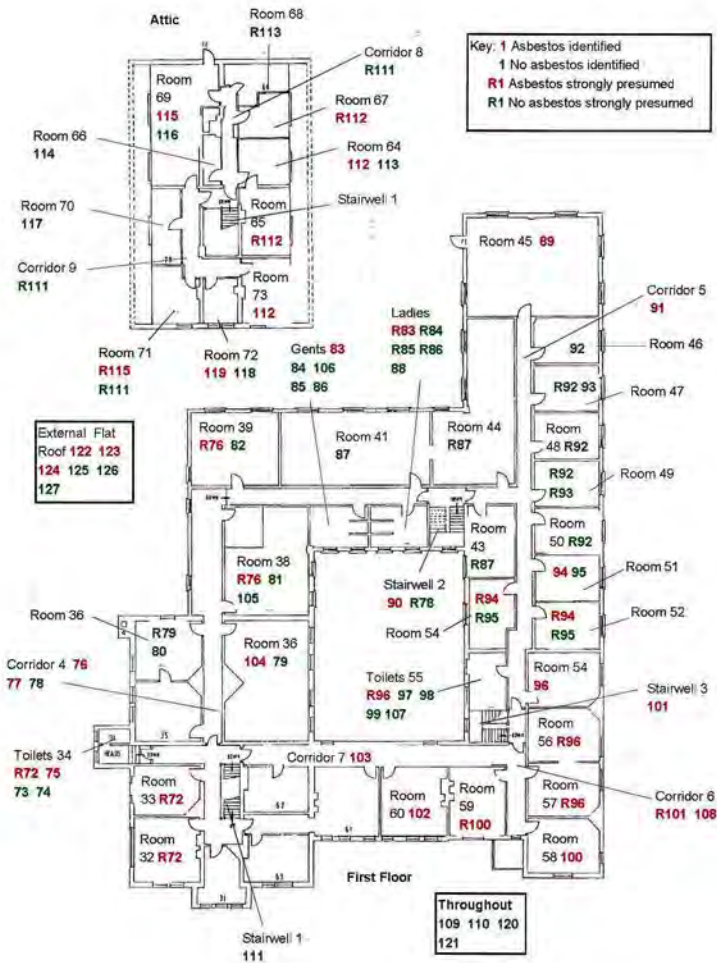 Attic
Room 68
R113
Corridor 8
R111
Key: 1 Asbestos identified
1 No asbestos identified
R1 Asbestos strongly presumed
R1 No asbestos strongly presumed
Room
69
115
116
Room 67
R112
Room 66
114
Room 64
112 113
Stairwell 1
Room 70
117
Room
65
R112
Corridor 9
R111
Room
73
112
Room 71
R115
R111
Room 72
119 118
Room 45 89
Corridor 5
91
Ladies
R83 R84
R85 R86
88
Gents 83
84 106
85 86
92
Room 46
R92 93
Room 47
External Flat
Roof 122 123
124 125 126
127
Room 39
R76 82
Room 41
87
Room 44
R87
Room
48 R92
R92
R93
Room 49
DOWN
DOWN
Room 38
R76 81
105
Room
43
R87
Room
50 R92
Stairwell 2
90 R78
94 95
Room 51
Room 54
R94
R95
R94
R95
Room 52
Room 36
R79
80
Room 36
104 79
Corridor 4 76
77 78
Toilets 55
R96 97 98
99 107
Room 54
96
Stairwell 3
101
35
Toilets 34
R72 75
73 74
HEADS
DOWN
Corridor 7 103
Room
56 R96
Room
33 R72
62
61
Room
60 102
Room
59
R100
Room
57 R96
Corridor 6
R101 108
Room
32 R72
63
Room
58 100
31
First Floor
Stairwell 1
111
Throughout
109 110 120
121